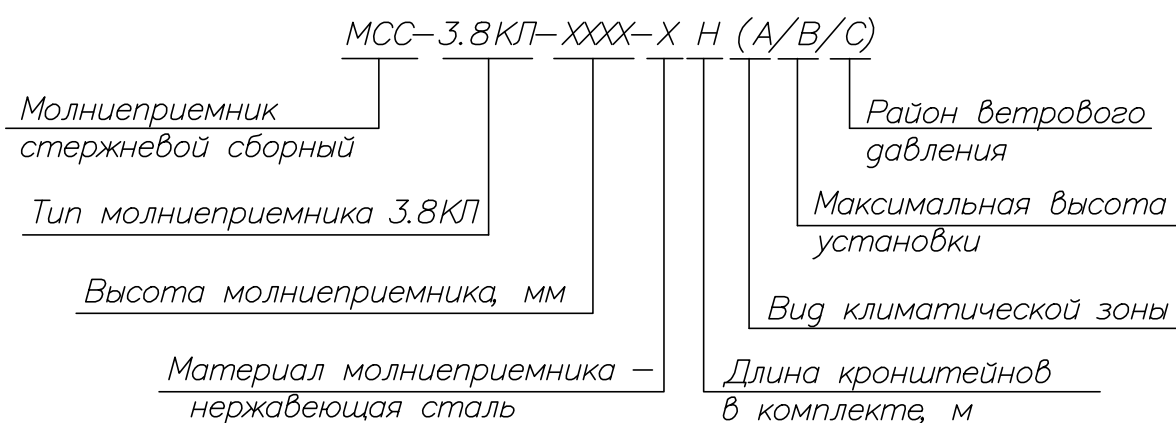 МСС-3.8КЛ-ХХХХ-Х Н (А/В/С)
Молниеприемник
стержневой сборный
Район ветрового
давления
Тип молниеприемника 3.8КЛ
Максимальная высота
установки
Высота молниеприемника, мм
Вид климатической зоны
Материал молниеприемника –
нержавеющая сталь
Длина кронштейнов
в комплекте, м